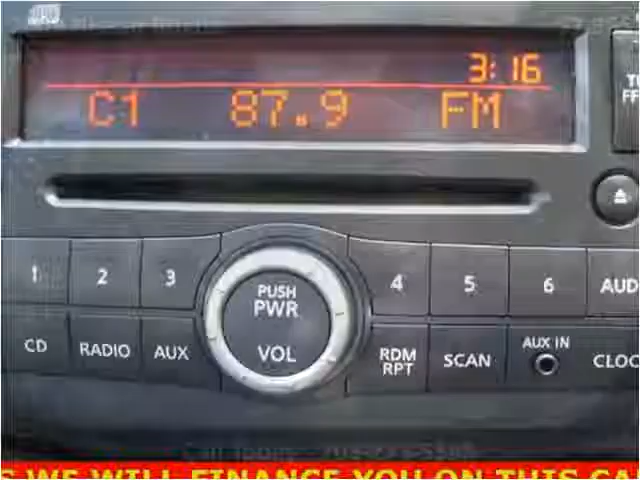 3:16
C1 87.9 FM
1 2 3 PUSH PWR 4 5 6 AUD
CD RADIO AUX VOL RDM RPT SCAN AUX IN CLOC
WE WILL FINANCE YOU ON THIS CA